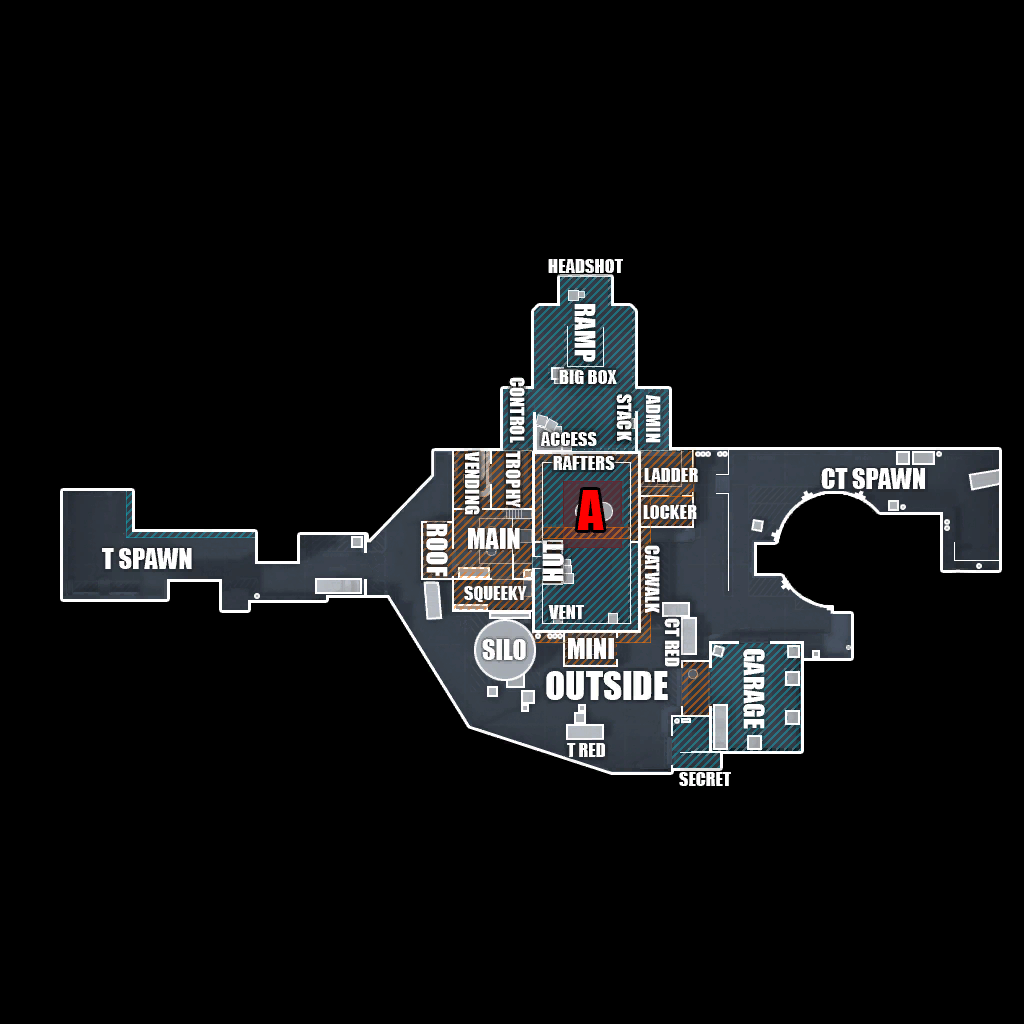 HEADSHOT
RAMP
BIG BOX
CONTROL
STACK
ADMIN
ACCESS
RAFTERS
VENDING
TROPHY
LADDER
CT SPAWN
A
LOCKER
MAIN
ROOF
T SPAWN
HUT
CATWALK
SQUEEKY
VENT
SILO
MINI
CT RED
OUTSIDE
GARAGE
T RED
SECRET